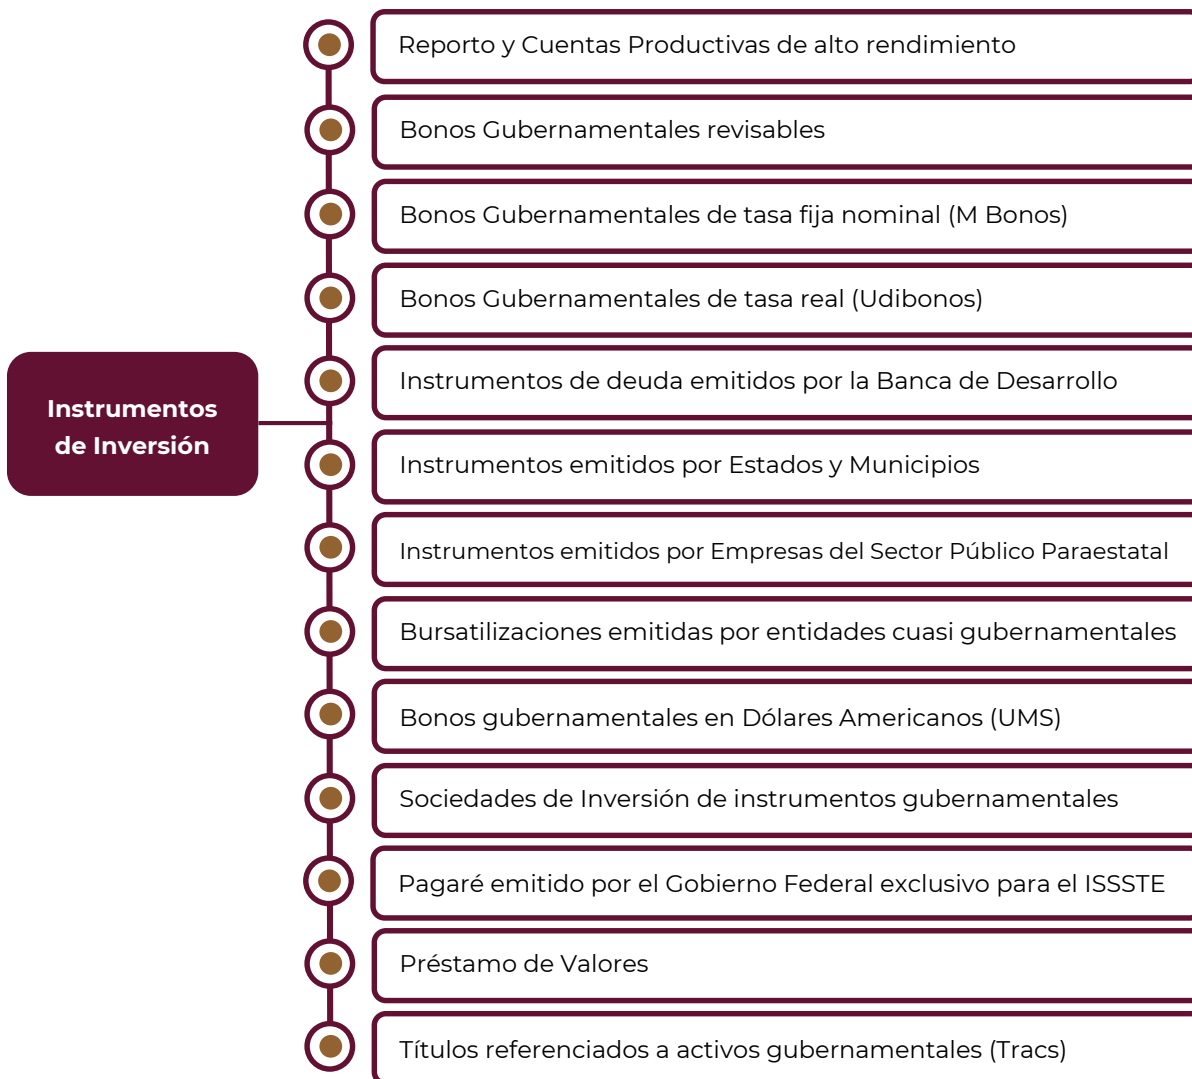 Reporto y Cuentas Productivas de alto rendimiento
Bonos Gubernamentales revisables
Bonos Gubernamentales de tasa fija nominal (M Bonos)
Bonos Gubernamentales de tasa real (Udibonos)
Instrumentos de deuda emitidos por la Banca de Desarrollo
Instrumentos
de Inversión
Instrumentos emitidos por Estados y Municipios
Instrumentos emitidos por Empresas del Sector Público Paraestatal
Bursatilizaciones emitidas por entidades cuasi gubernamentales
Bonos gubernamentales en Dólares Americanos (UMS)
Sociedades de Inversión de instrumentos gubernamentales
Pagaré emitido por el Gobierno Federal exclusivo para el ISSSTE
Préstamo de Valores
Títulos referenciados a activos gubernamentales (Tracs)